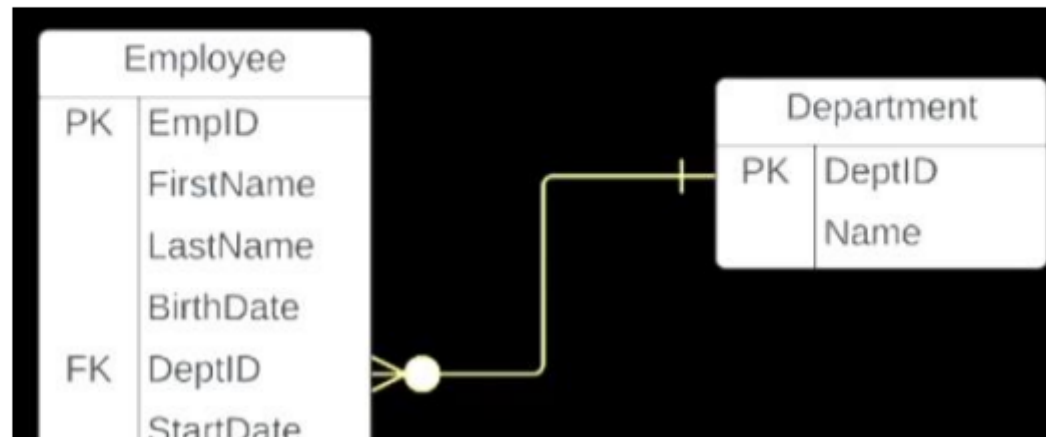 Employee
PK EmpID
FirstName
LastName
BirthDate
FK DeptID
StartDate
Department
PK DeptID
Name